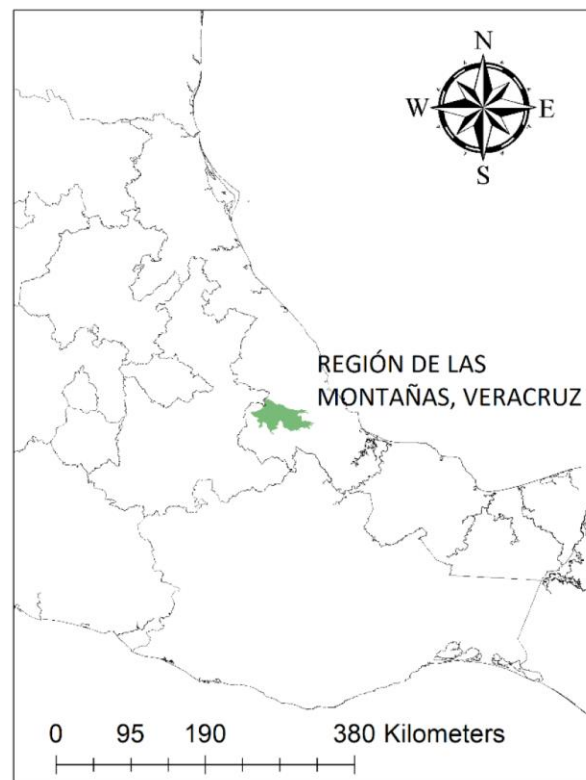 N
W E
S
REGIÓN DE LAS
MONTAÑAS, VERACRUZ
0 95 190 380 Kilometers